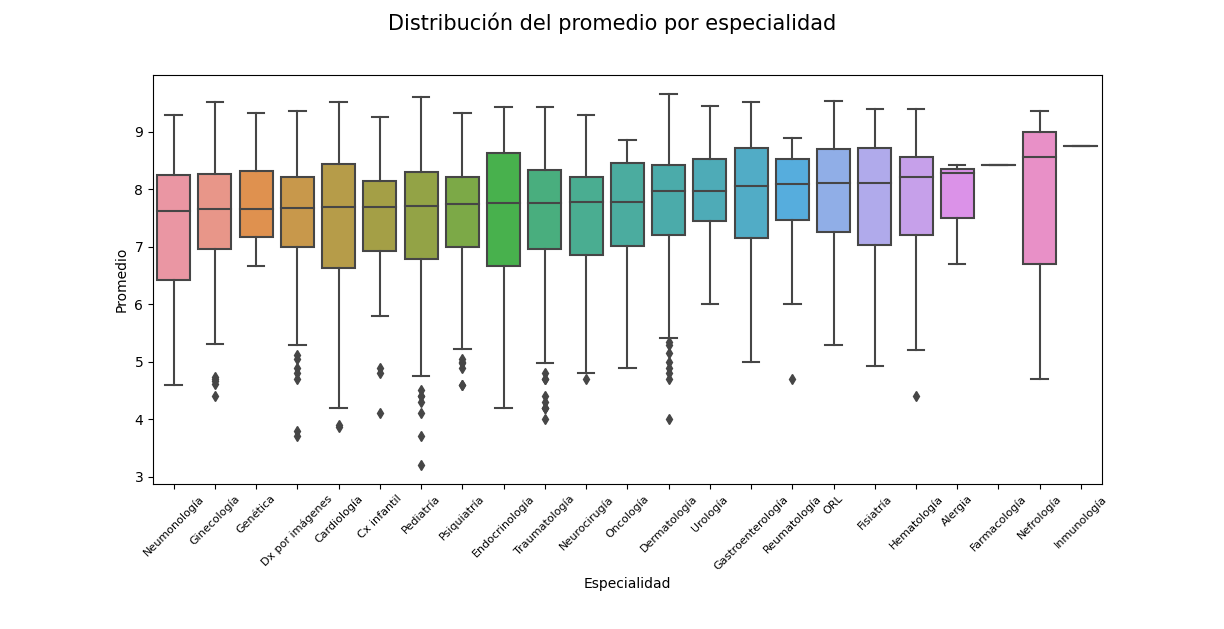 Distribución del promedio por especialidad
Promedio
9
8
7
6
5
4
3
Neumonología
Ginecología
Genética
Dx por imágenes
Cardiología
Cx infantil
Pediatría
Psiquiatría
Endocrinología
Traumatología
Neurocirugía
Oncología
Dermatología
Urología
Gastroenterología
Reumatología
ORL
Fisiatría
Hematología
Alergia
Farmacología
Nefrología
Inmunología
Especialidad